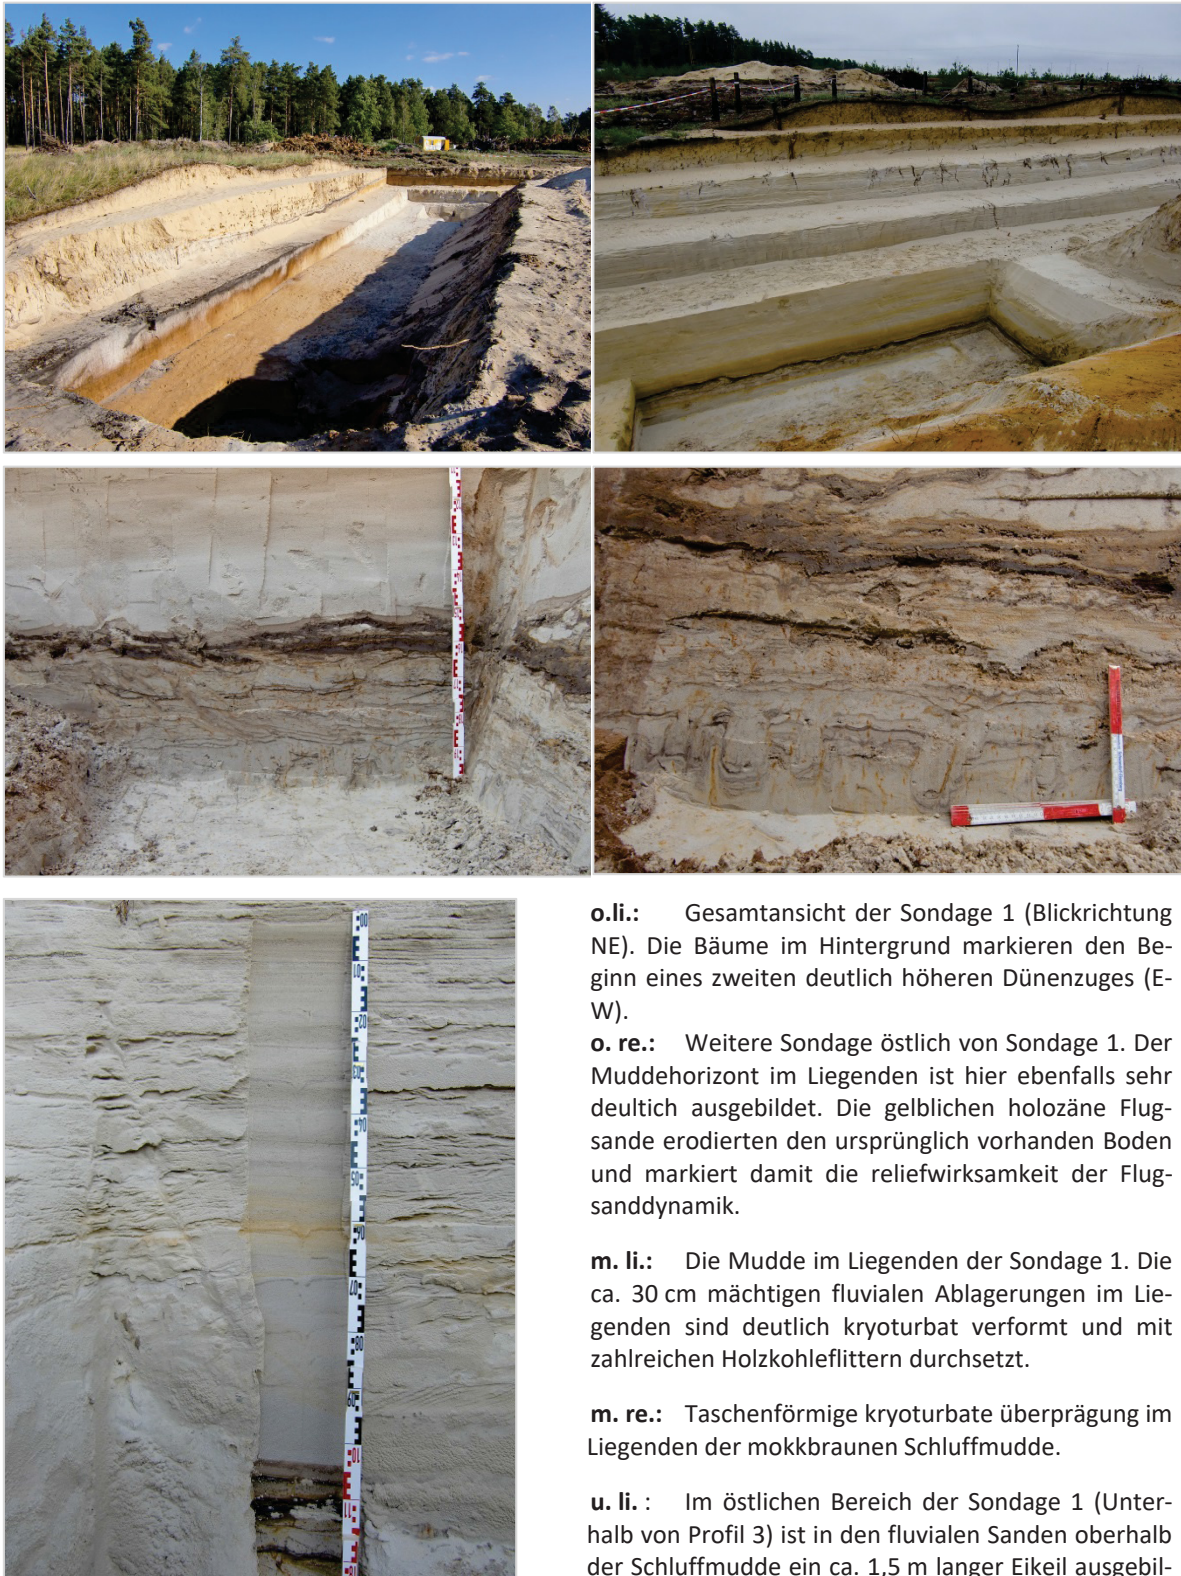 o.li.: Gesamtansicht der Sondage 1 (Blickrichtung
NE). Die Bäume im Hintergrund markieren den Be-
ginn eines zweiten deutlich höheren Dünenzuges (E-
W).
o. re.: Weitere Sondage östlich von Sondage 1. Der
Muddehorizont im Liegenden ist hier ebenfalls sehr
deultich ausgebildet. Die gelblichen holozäne Flug-
sande erodierten den ursprünglich vorhanden Boden
und markiert damit die reliefwirksamkeit der Flug-
sanddynamik.
m. li.: Die Mudde im Liegenden der Sondage 1. Die
ca. 30 cm mächtigen fluvialen Ablagerungen im Lie-
genden sind deutlich kryoturbat verformt und mit
zahlreichen Holzkohleflittern durchsetzt.
m. re.: Taschenförmige kryoturbate überprägung im
Liegenden der mokkbraunen Schluffmudde.
u. li. : Im östlichen Bereich der Sondage 1 (Unter-
halb von Profil 3) ist in den fluvialen Sanden oberhalb
der Schluffmudde ein ca. 1,5 m langer Eikeil ausgebil-